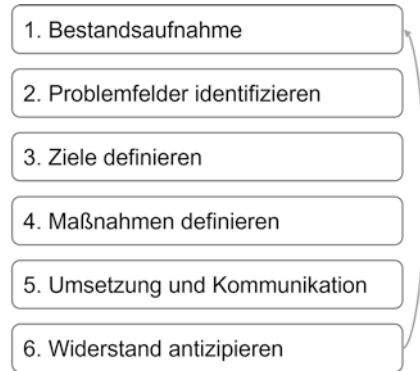 1. Bestandsaufnahme
2. Problemfelder identifizieren
3. Ziele definieren
4. Maßnahmen definieren
5. Umsetzung und Kommunikation
6. Widerstand antizipieren